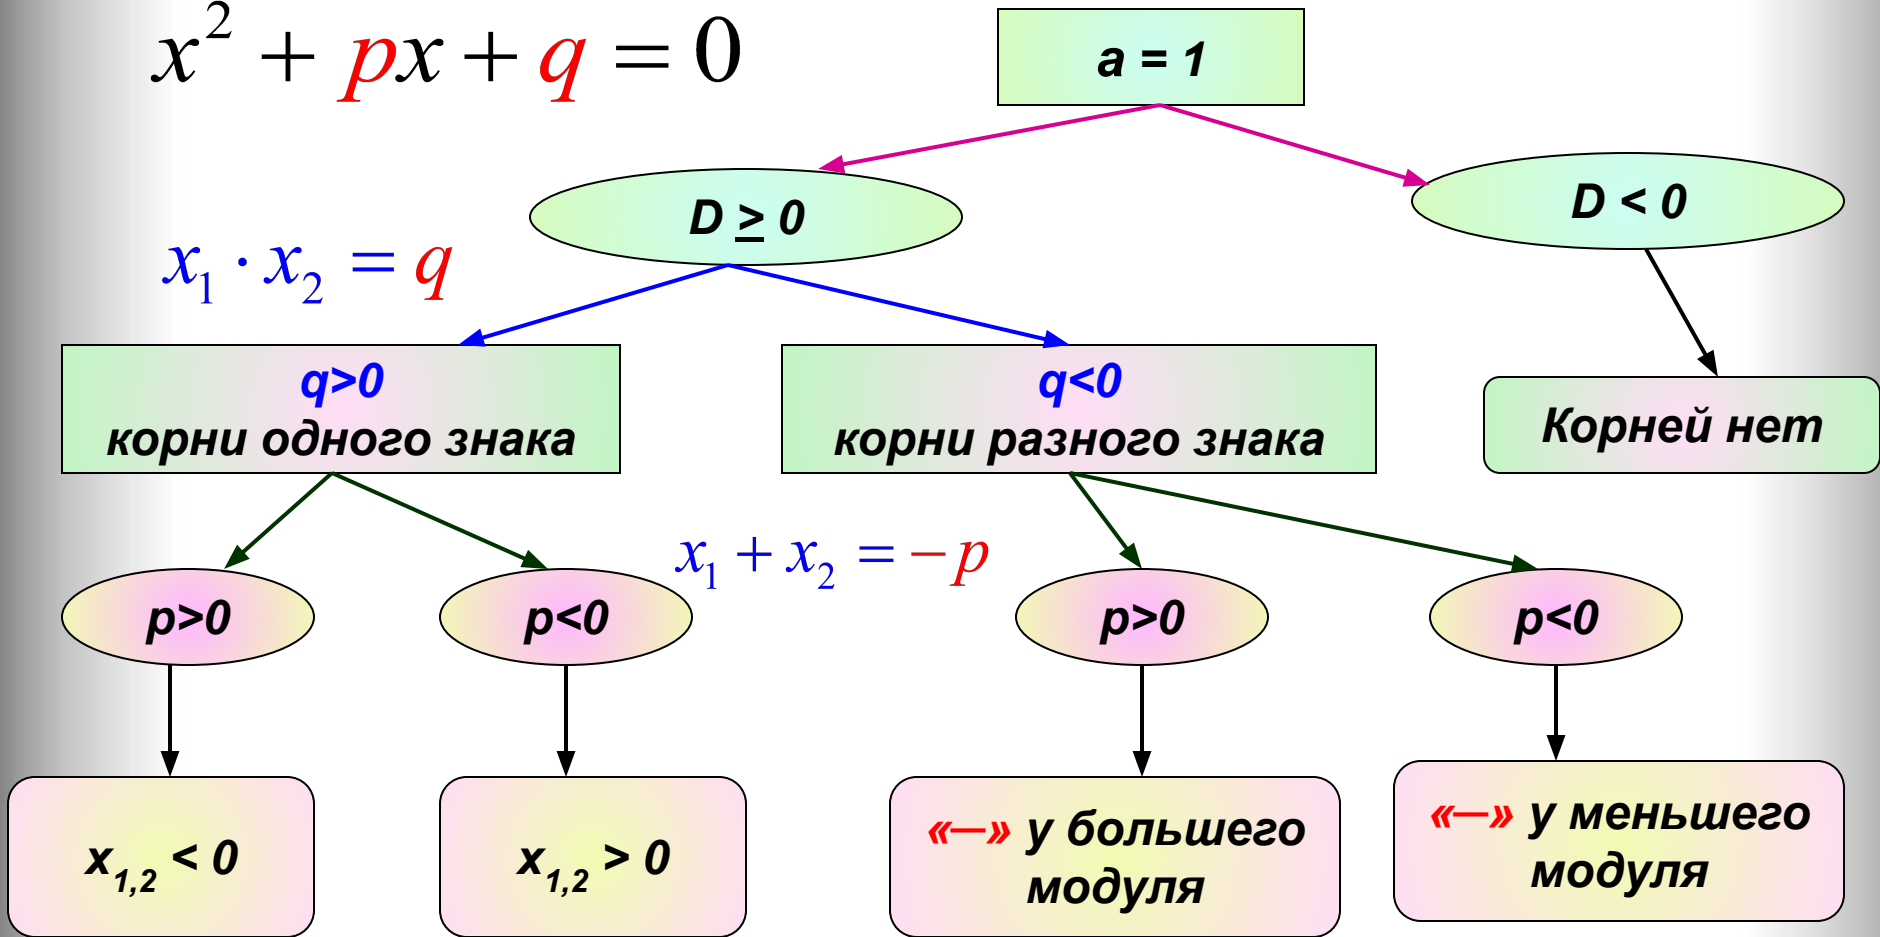 x² + px + q = 0
a = 1
D ≥ 0
D < 0
x₁ · x₂ = q
q>0
корни одного знака
q<0
корни разного знака
Корней нет
x₁ + x₂ = − p
p>0
p<0
p>0
p<0
x₁,₂ < 0
x₁,₂ > 0
«─» у большего
модуля
«─» у меньшего
модуля